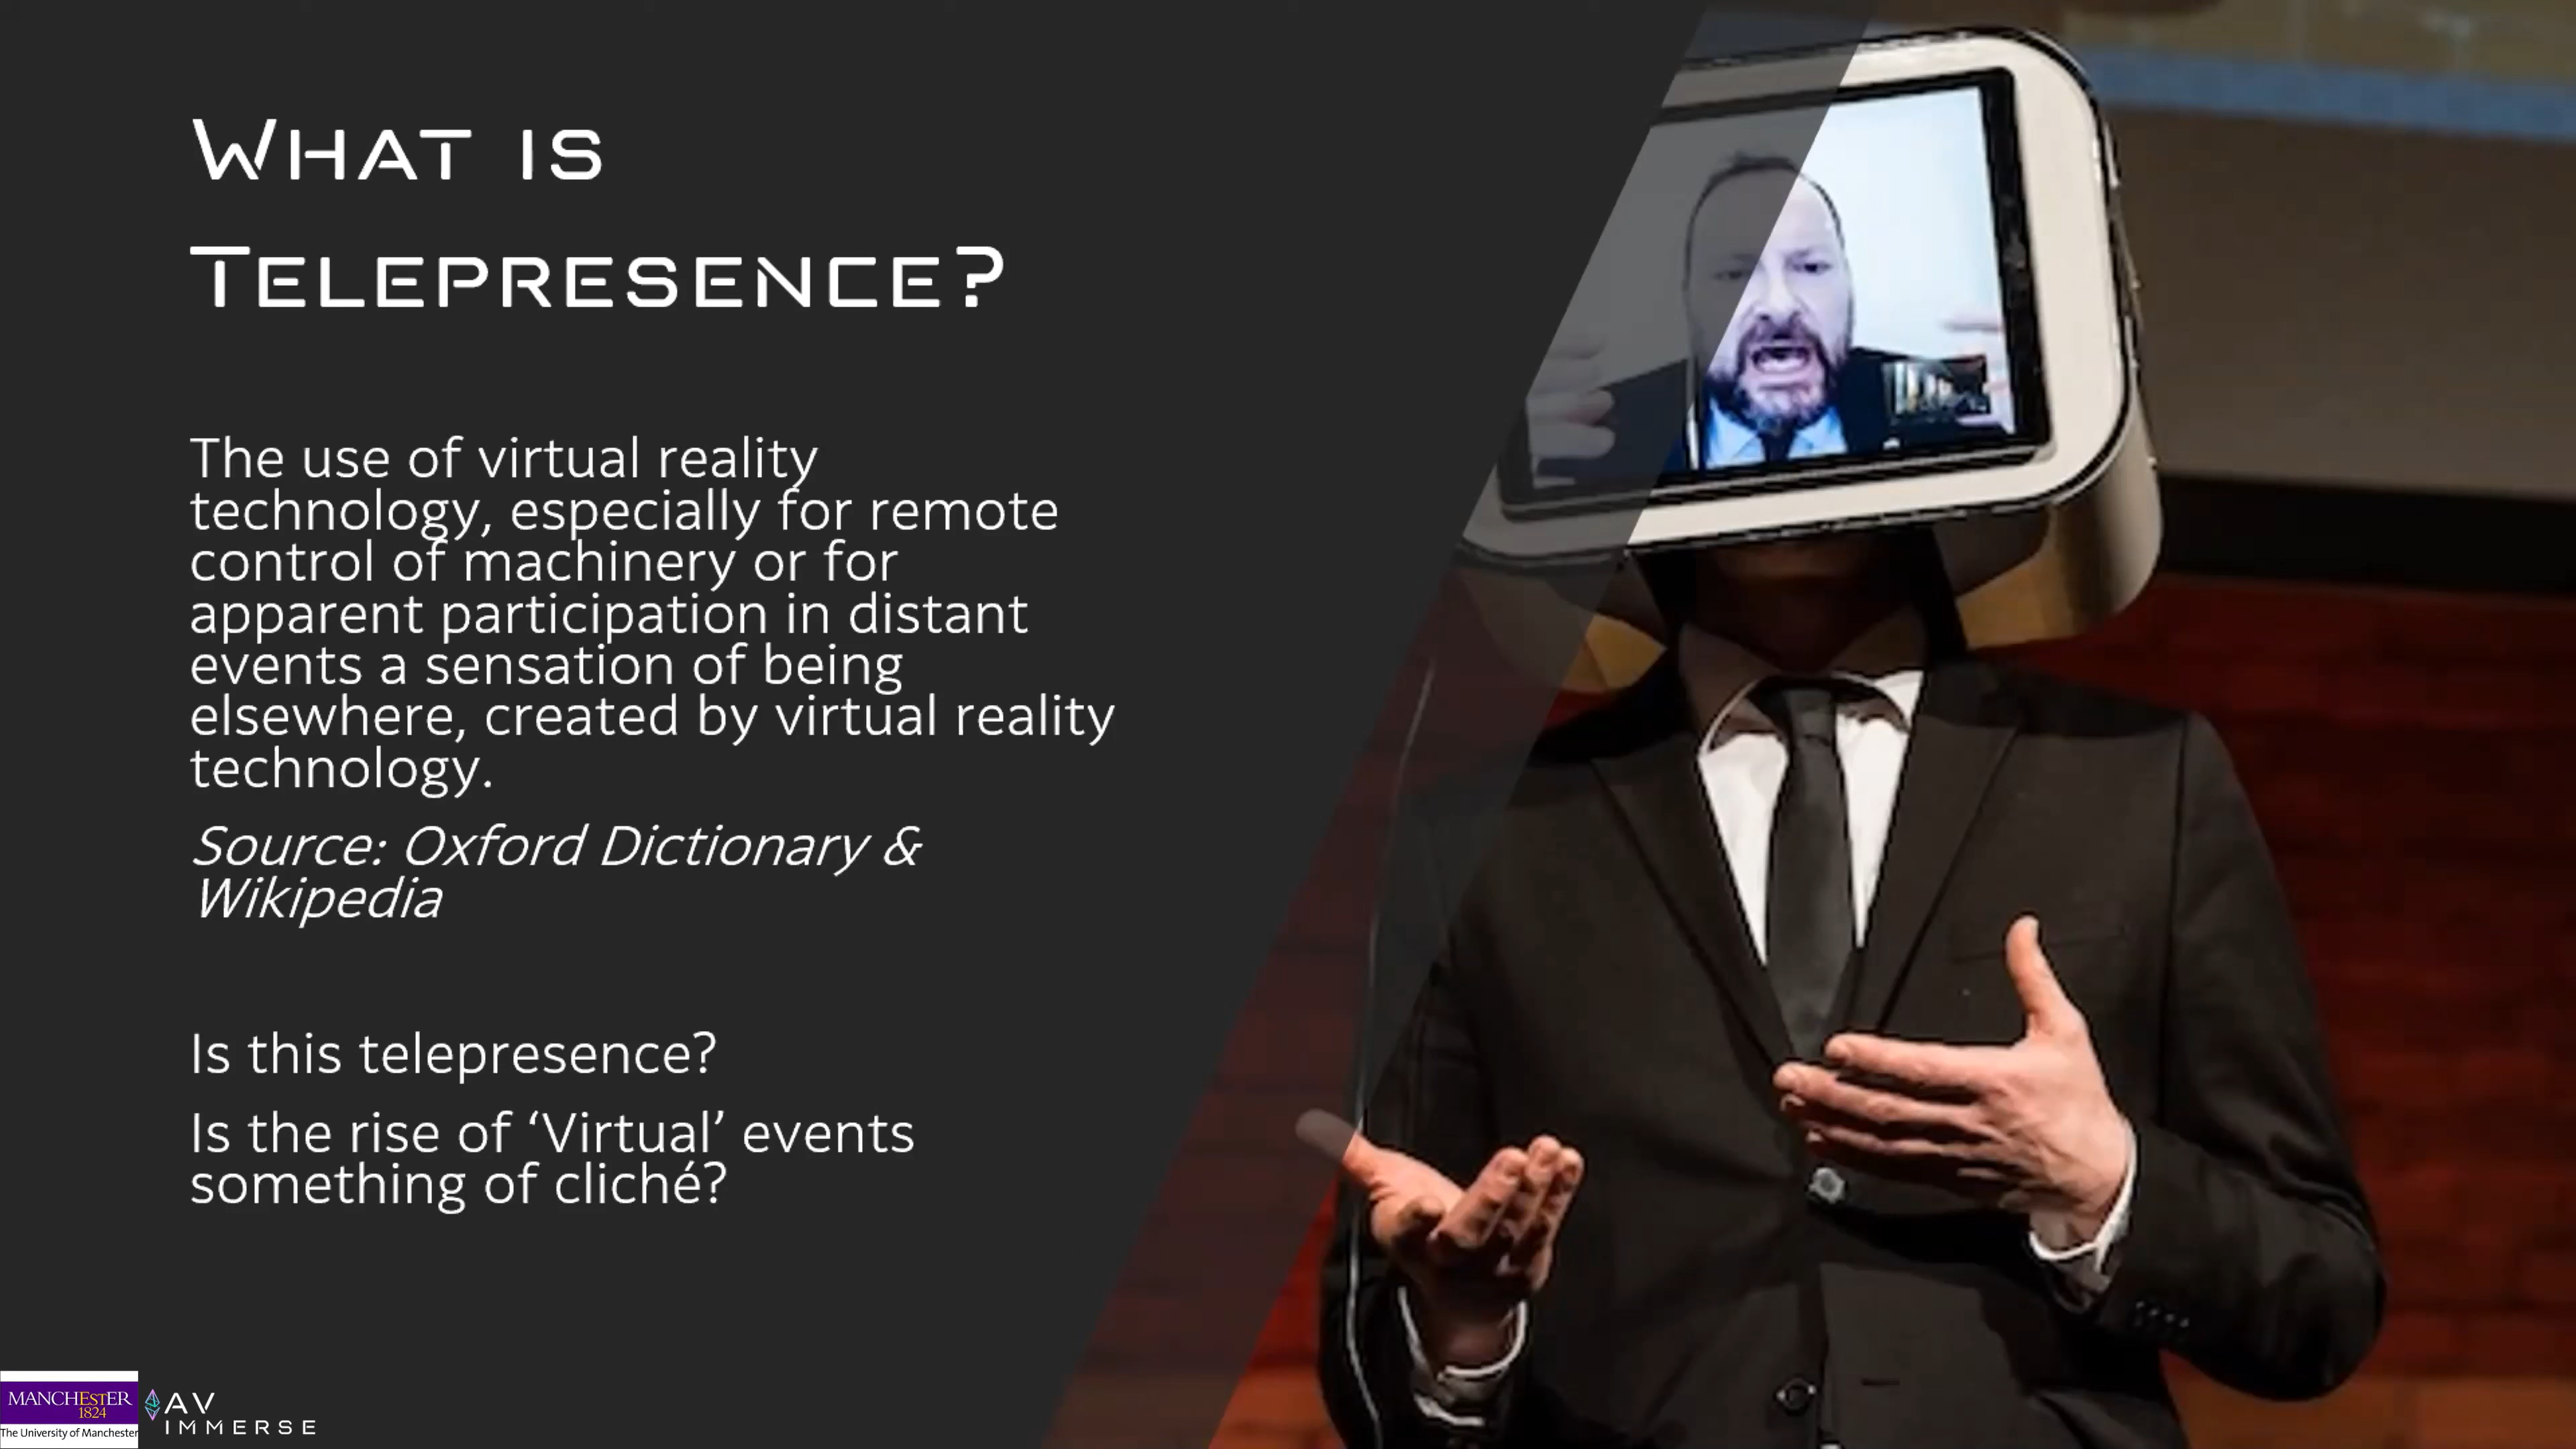 What is
Telepresence?
The use of virtual reality
technology, especially for remote
control of machinery or for
apparent participation in distant
events a sensation of being
elsewhere, created by virtual reality
technology.
Source: Oxford Dictionary &
Wikipedia
Is this telepresence?
Is the rise of ‘Virtual’ events
something of cliché?
MANCHESTER
1824
The University of Manchester
AV
IMMERSE